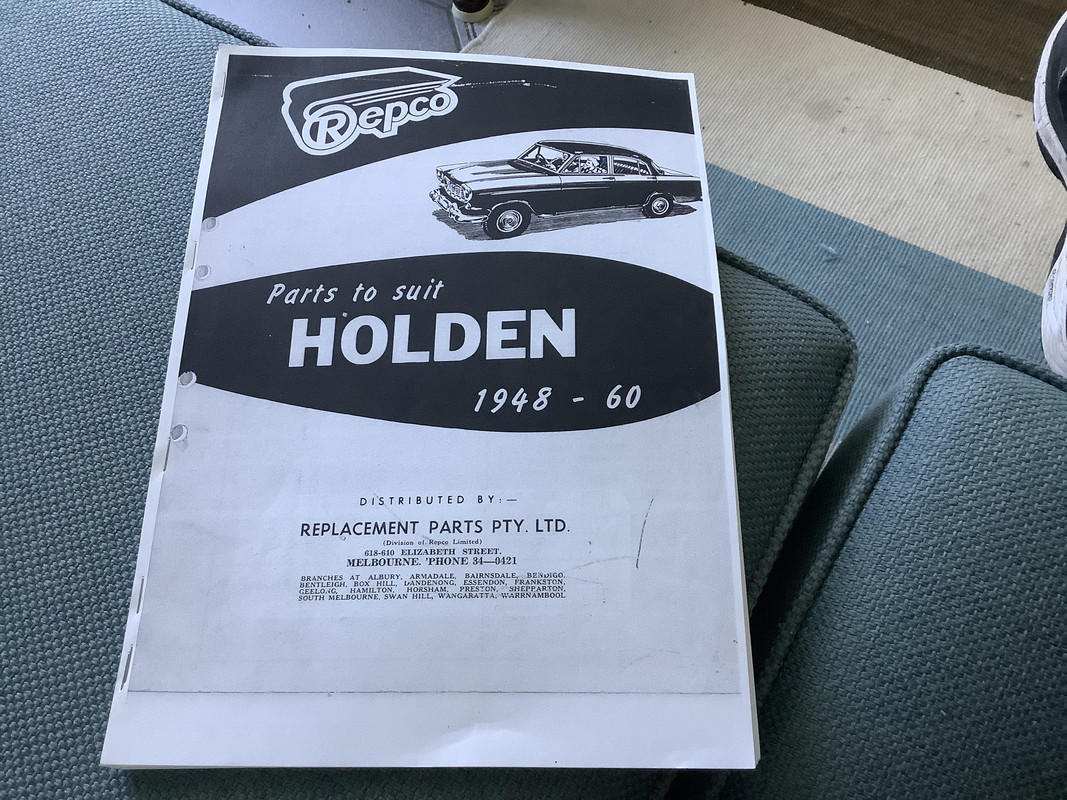 Repco
Parts to suit
HOLDEN
1948 - 60
DISTRIBUTED BY:—
REPLACEMENT PARTS PTY. LTD.
(Division of Repco Limited)
618-610 ELIZABETH STREET.
MELBOURNE. 'PHONE 34—0421
BRANCHES AT ALBURY, ARMADALE, BAIRNSDALE, BENDIGO,
BENTLEIGH, BOX HILL, DANDENONG, ESSENDON, FRANKSTON,
GEELONG, HAMILTON, HORSHAM, PRESTON, SHEPPARTON,
SOUTH MELBOURNE, SWAN HILL, WANGARATTA, WARRNAMBOOL